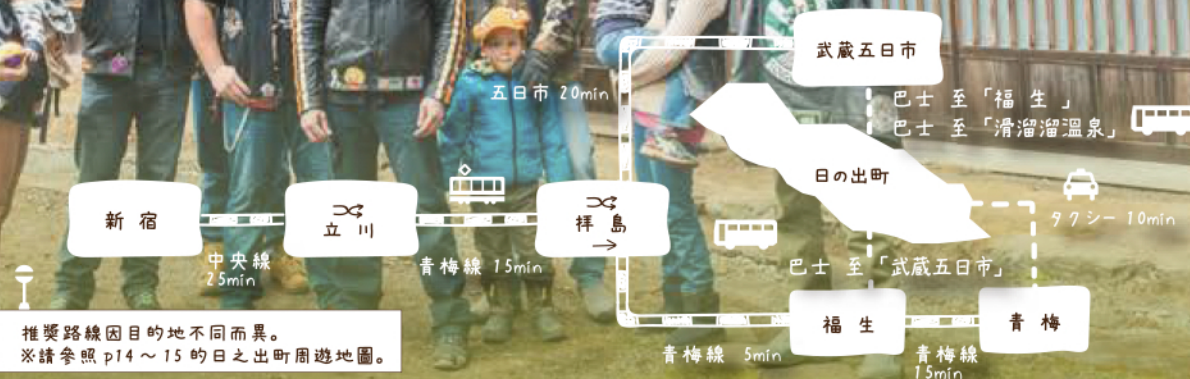 武蔵五日市
五日市 20min
巴士 至「福 生 」
巴士 至「滑溜溜溫泉」
日の出町
タクシー 10min
新 宿
立 川
拝 島
→
中央線
25min
青梅線 15min
巴士 至「武蔵五日市」
福 生
青 梅
青梅線 5min
青梅線
15min
推獎路線因目的地不同而異。
※請參照 p14～15 的日之出町周遊地圖。